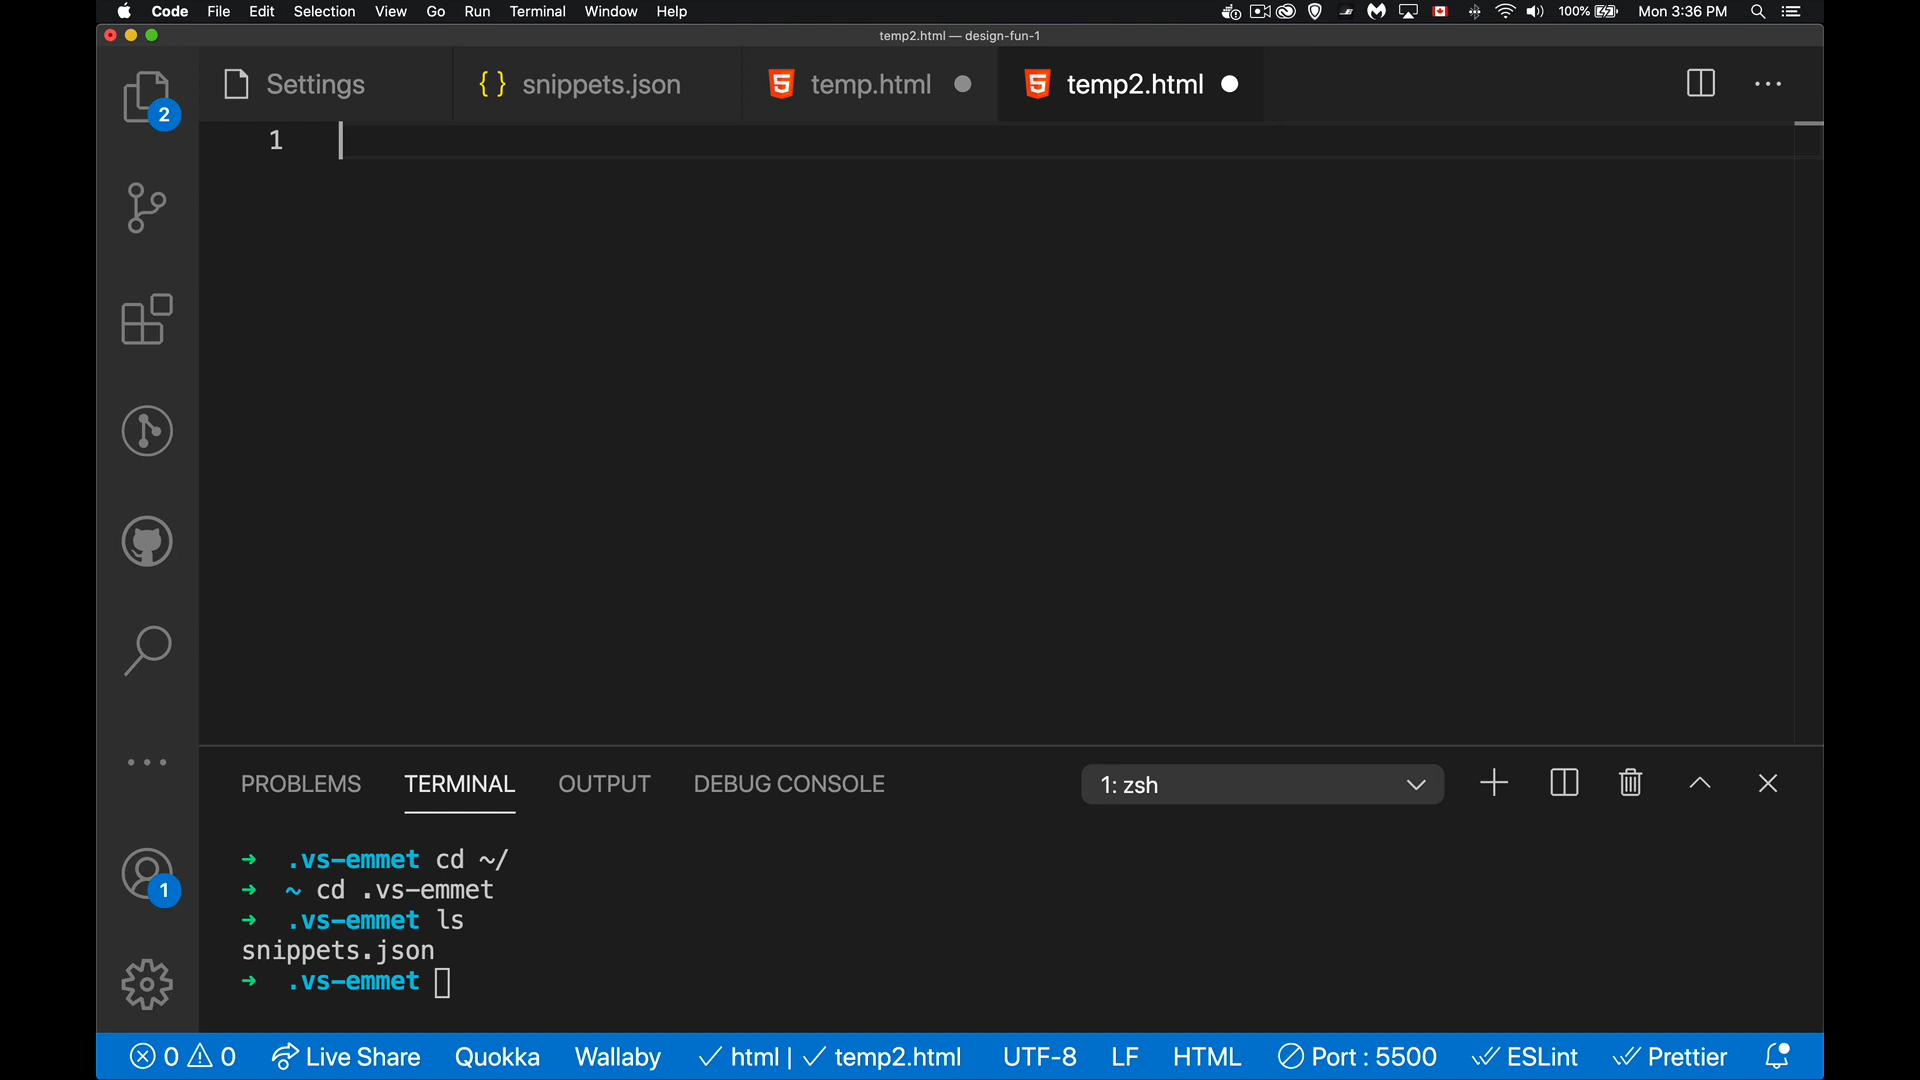 Code File Edit Selection View Go Run Terminal Window Help 100% Mon 3:36 PM
temp2.html — design-fun-1
Settings { } snippets.json temp.html temp2.html
2
1
PROBLEMS TERMINAL OUTPUT DEBUG CONSOLE 1: zsh
→ .vs-emmet cd ~/
→ ~ cd .vs-emmet
1
→ .vs-emmet ls
snippets.json
→ .vs-emmet
0 0 Live Share Quokka Wallaby ✓ html | ✓ temp2.html UTF-8 LF HTML Port : 5500 ESLint Prettier